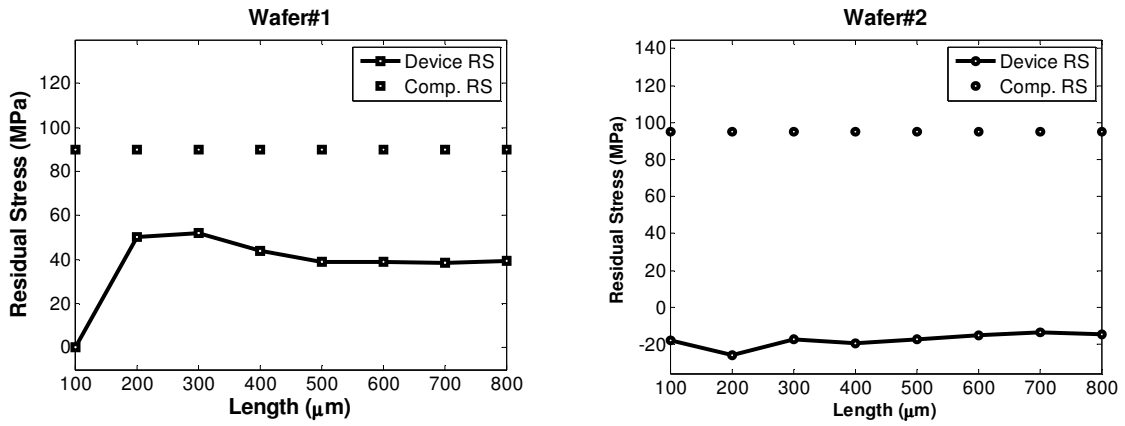 Wafer#1
Residual Stress (MPa)
120
100
80
60
40
20
0
Device RS
Comp. RS
100 200 300 400 500 600 700 800
Length (μm)
Wafer#2
Residual Stress (MPa)
140
120
100
80
60
40
20
0
-20
Device RS
Comp. RS
100 200 300 400 500 600 700 800
Length (μm)